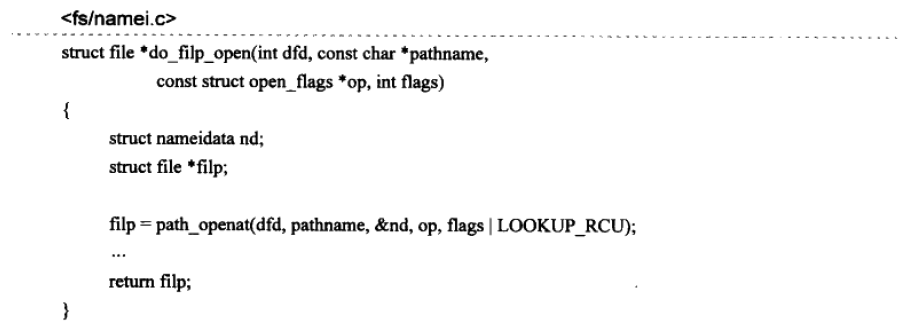 <fs/namei.c>
struct file *do_filp_open(int dfd, const char *pathname,
const struct open_flags *op, int flags)
{
struct nameidata nd;
struct file *filp;
filp = path_openat(dfd, pathname, &nd, op, flags | LOOKUP_RCU);
...
return filp;
}